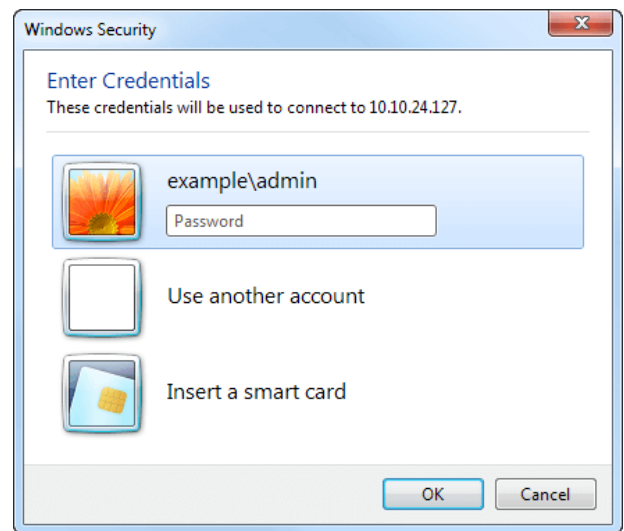 Windows Security
Enter Credentials
These credentials will be used to connect to 10.10.24.127.
example\admin
Password
Use another account
Insert a smart card
OK
Cancel